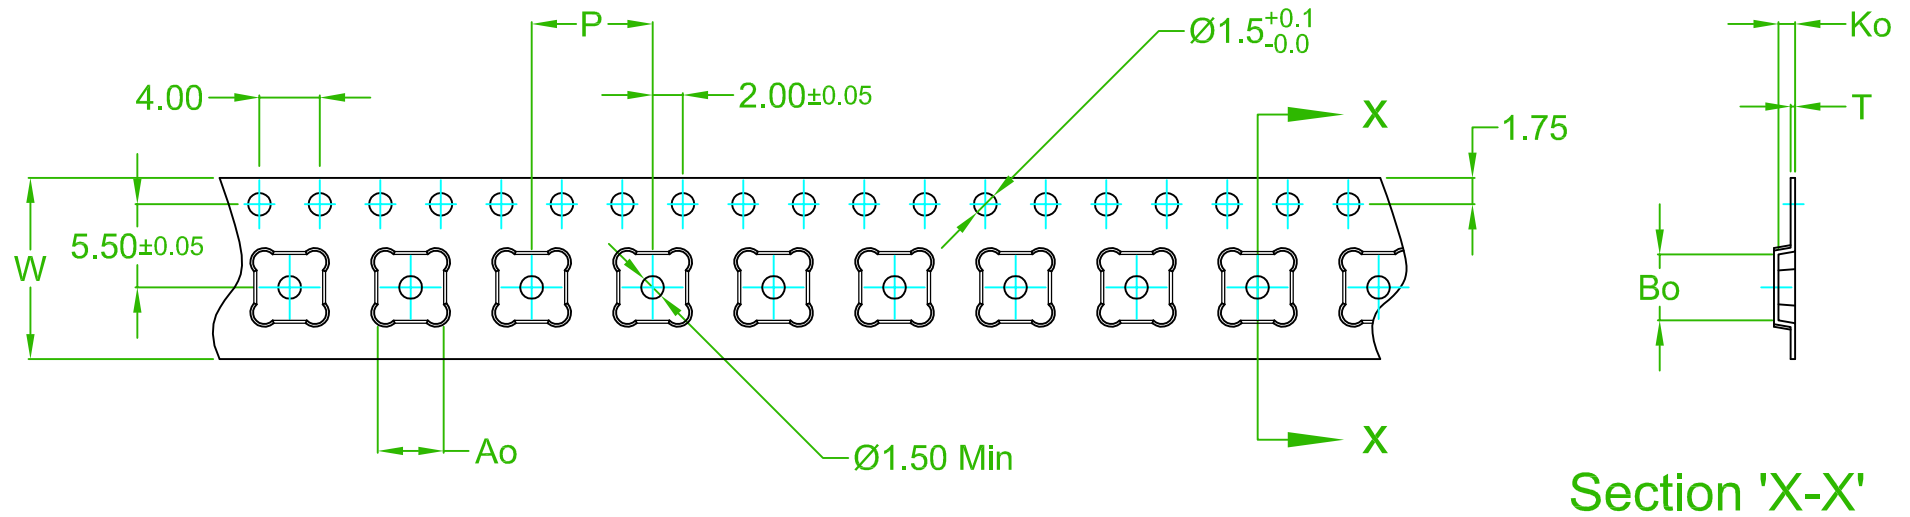 P
Ø1.5 +0.1 -0.0
Ko
4.00
2.00±0.05
X
T
1.75
5.50±0.05
W
Bo
Ao
Ø1.50 Min
X
Section 'X-X'